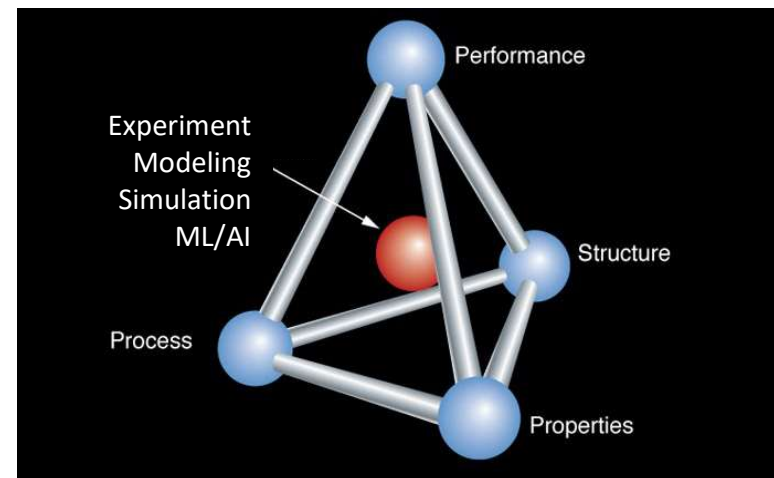 Performance
Experiment
Modeling
Simulation
ML/AI
Structure
Process
Properties